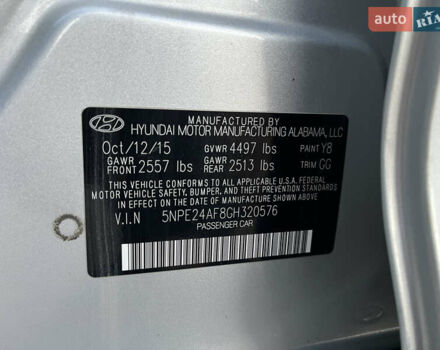 auto RIA
MANUFACTURED BY
HYUNDAI MOTOR MANUFACTURING ALABAMA, LLC
Oct/12/15 GVWR 4497 lbs PAINT Y8
GAWR FRONT 2557 lbs GAWR REAR 2513 lbs TRIM GG
THIS VEHICLE CONFORMS TO ALL APPLICABLE U.S.A. FEDERAL
MOTOR VEHICLE SAFETY, BUMPER, AND THEFT PREVENTION
STANDARDS IN EFFECT ON THE DATE OF MANUFACTURE SHOWN ABOVE.
V.I.N 5NPE24AF8GH320576
PASSENGER CAR